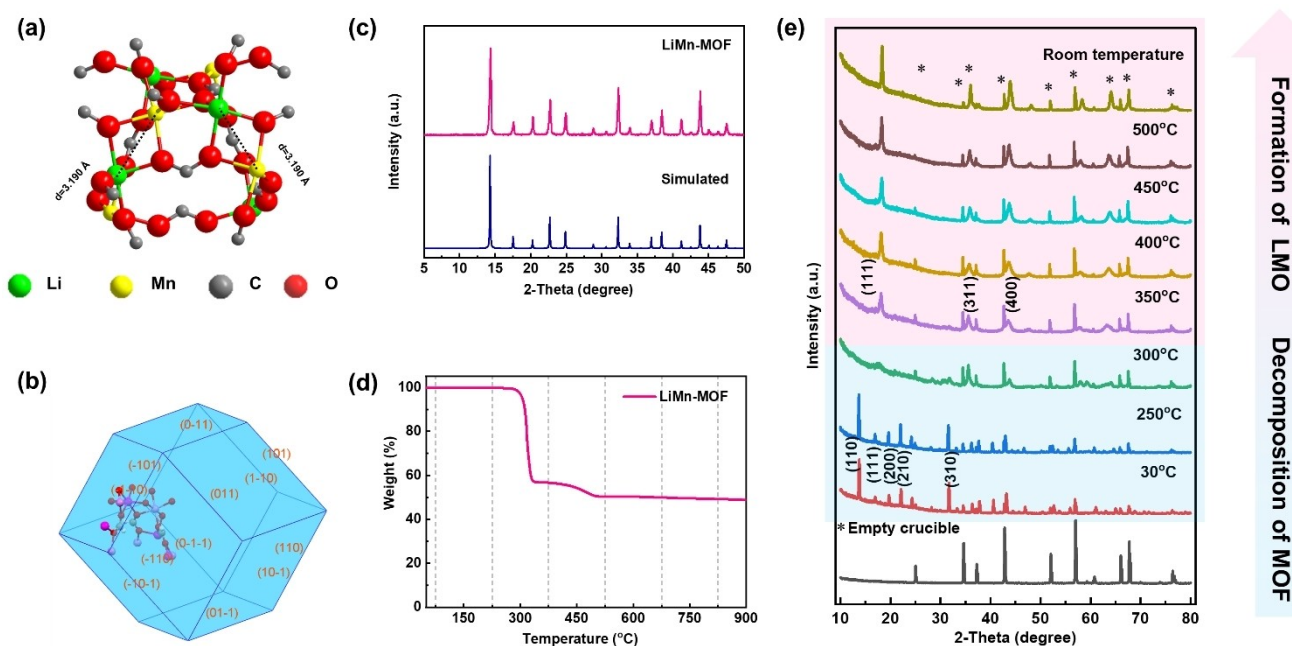 (a)
d=3.190 Å
d=3.190 Å
Li
Mn
C
O
(b)
(0-11)
(101)
(-101)
(1-10)
(011)
(0-1-1)
(-110)
(110)
(-10-1)
(10-1)
(01-1)
(c)
LiMn-MOF
Simulated
Intensity (a.u.)
5 10 15 20 25 30 35 40 45 50
2-Theta (degree)
(d)
LiMn-MOF
100
80
60
40
20
0
Weight (%)
150 300 450 600 750 900
Temperature (°C)
(e)
Room temperature
* * * * * * * * *
500°C
450°C
400°C
(111)
(311)
(400)
350°C
300°C
250°C
(110)
(111)
(200)
(210)
(310)
30°C
*Empty crucible
Intensity (a.u.)
10 20 30 40 50 60 70 80
2-Theta (degree)
Formation of LMO
Decomposition of MOF